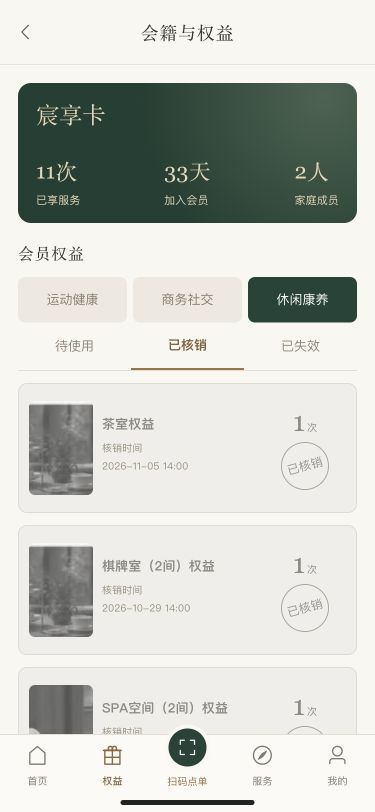 会籍与权益
宸享卡
11次 33天 2人
已享服务 加入会员 家庭成员
会员权益
运动健康 商务社交 休闲康养
待使用 已核销 已失效
茶室权益
核销时间
2026-11-05 14:00
1次
已核销
棋牌室（2间）权益
核销时间
2026-10-29 14:00
1次
已核销
SPA空间（2间）权益
核销时间
1次
首页 权益 扫码点单 服务 我的